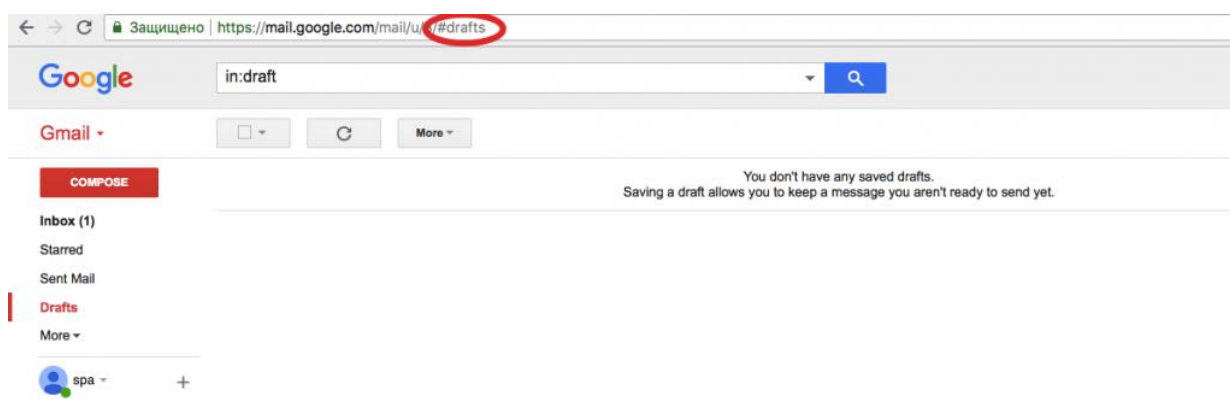 Защищено | https://mail.google.com/mail/u/ /#drafts
Google
in:draft
Gmail
More
COMPOSE
You don't have any saved drafts.
Saving a draft allows you to keep a message you aren't ready to send yet.
Inbox (1)
Starred
Sent Mail
Drafts
More
spa
+